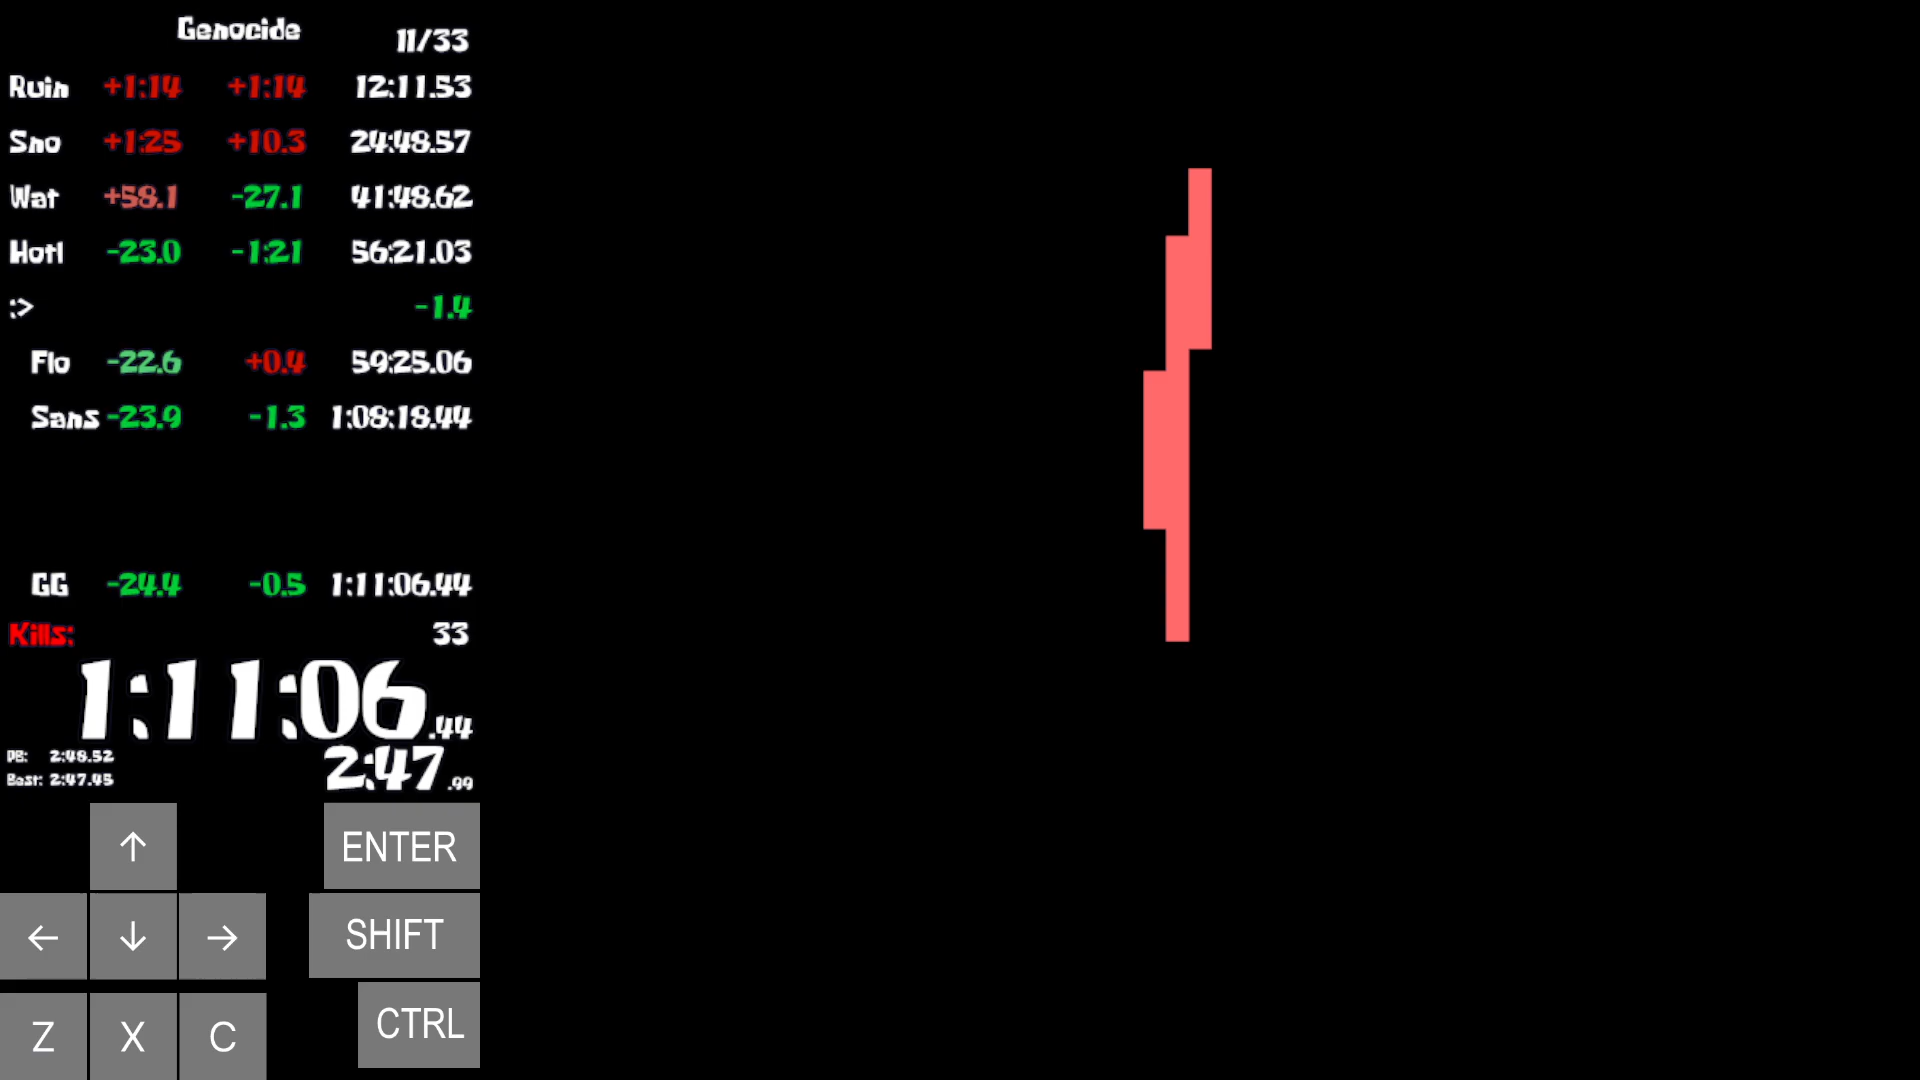 Genocide
11/33
Ruin +1:14 +1:14 12:11.53
Sno +1:25 +10.3 24:48.57
Wat +58.1 -27.1 41:48.62
Hotl -23.0 -1:21 56:21.03
:> -1.4
Flo -22.6 +0.4 59:25.06
Sans -23.9 -1.3 1:08:18.44
GG -24.4 -0.5 1:11:06.44
Kills: 33
1:11:06.44
PB: 2:48.52
Best: 2:47.45
2:47.99
↑ ENTER
← ↓ → SHIFT
Z X C CTRL